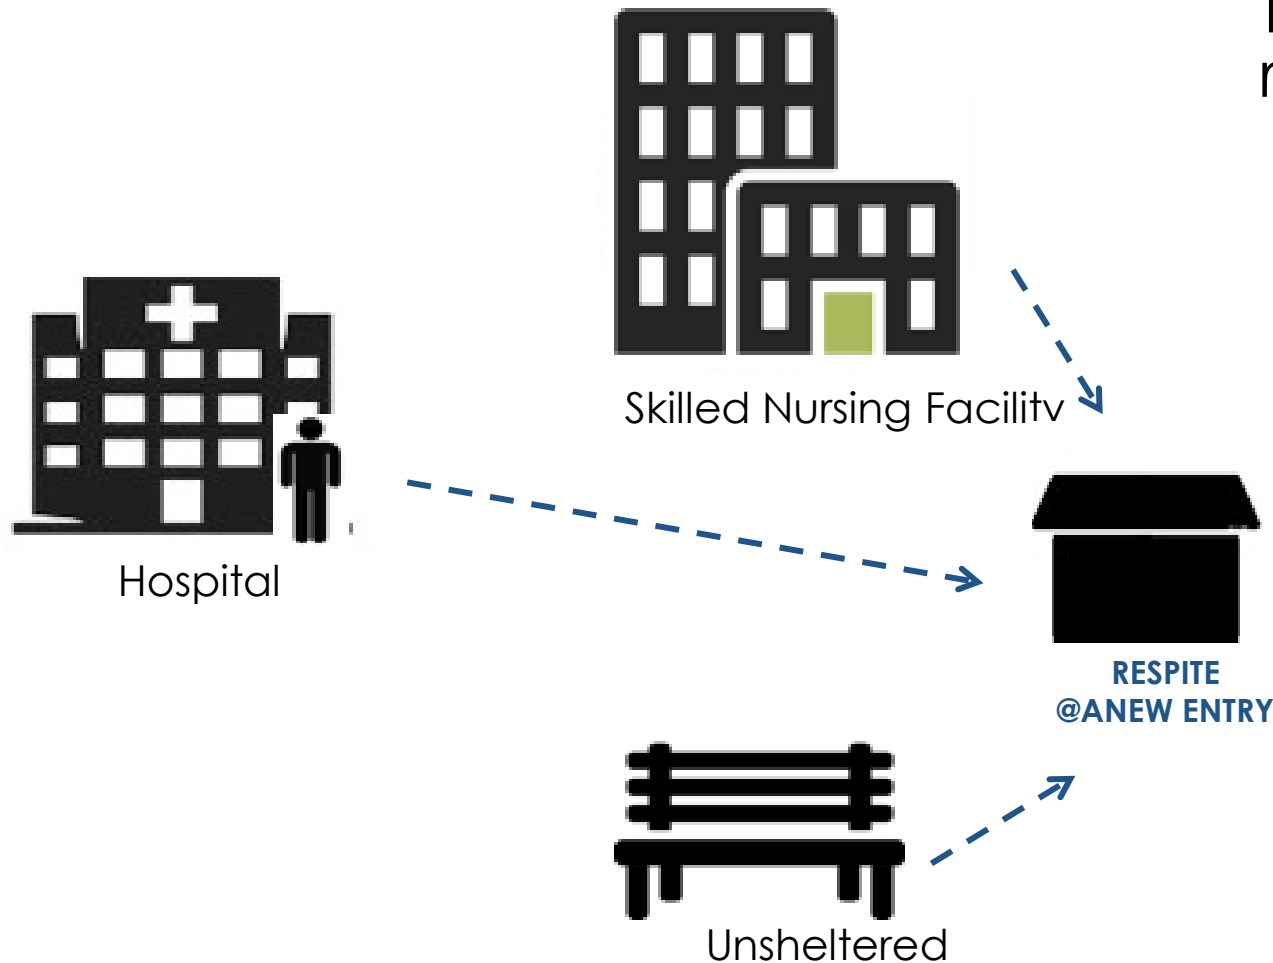 Skilled Nursing Facility
Hospital
RESPITE
@ANEW ENTRY
Unsheltered